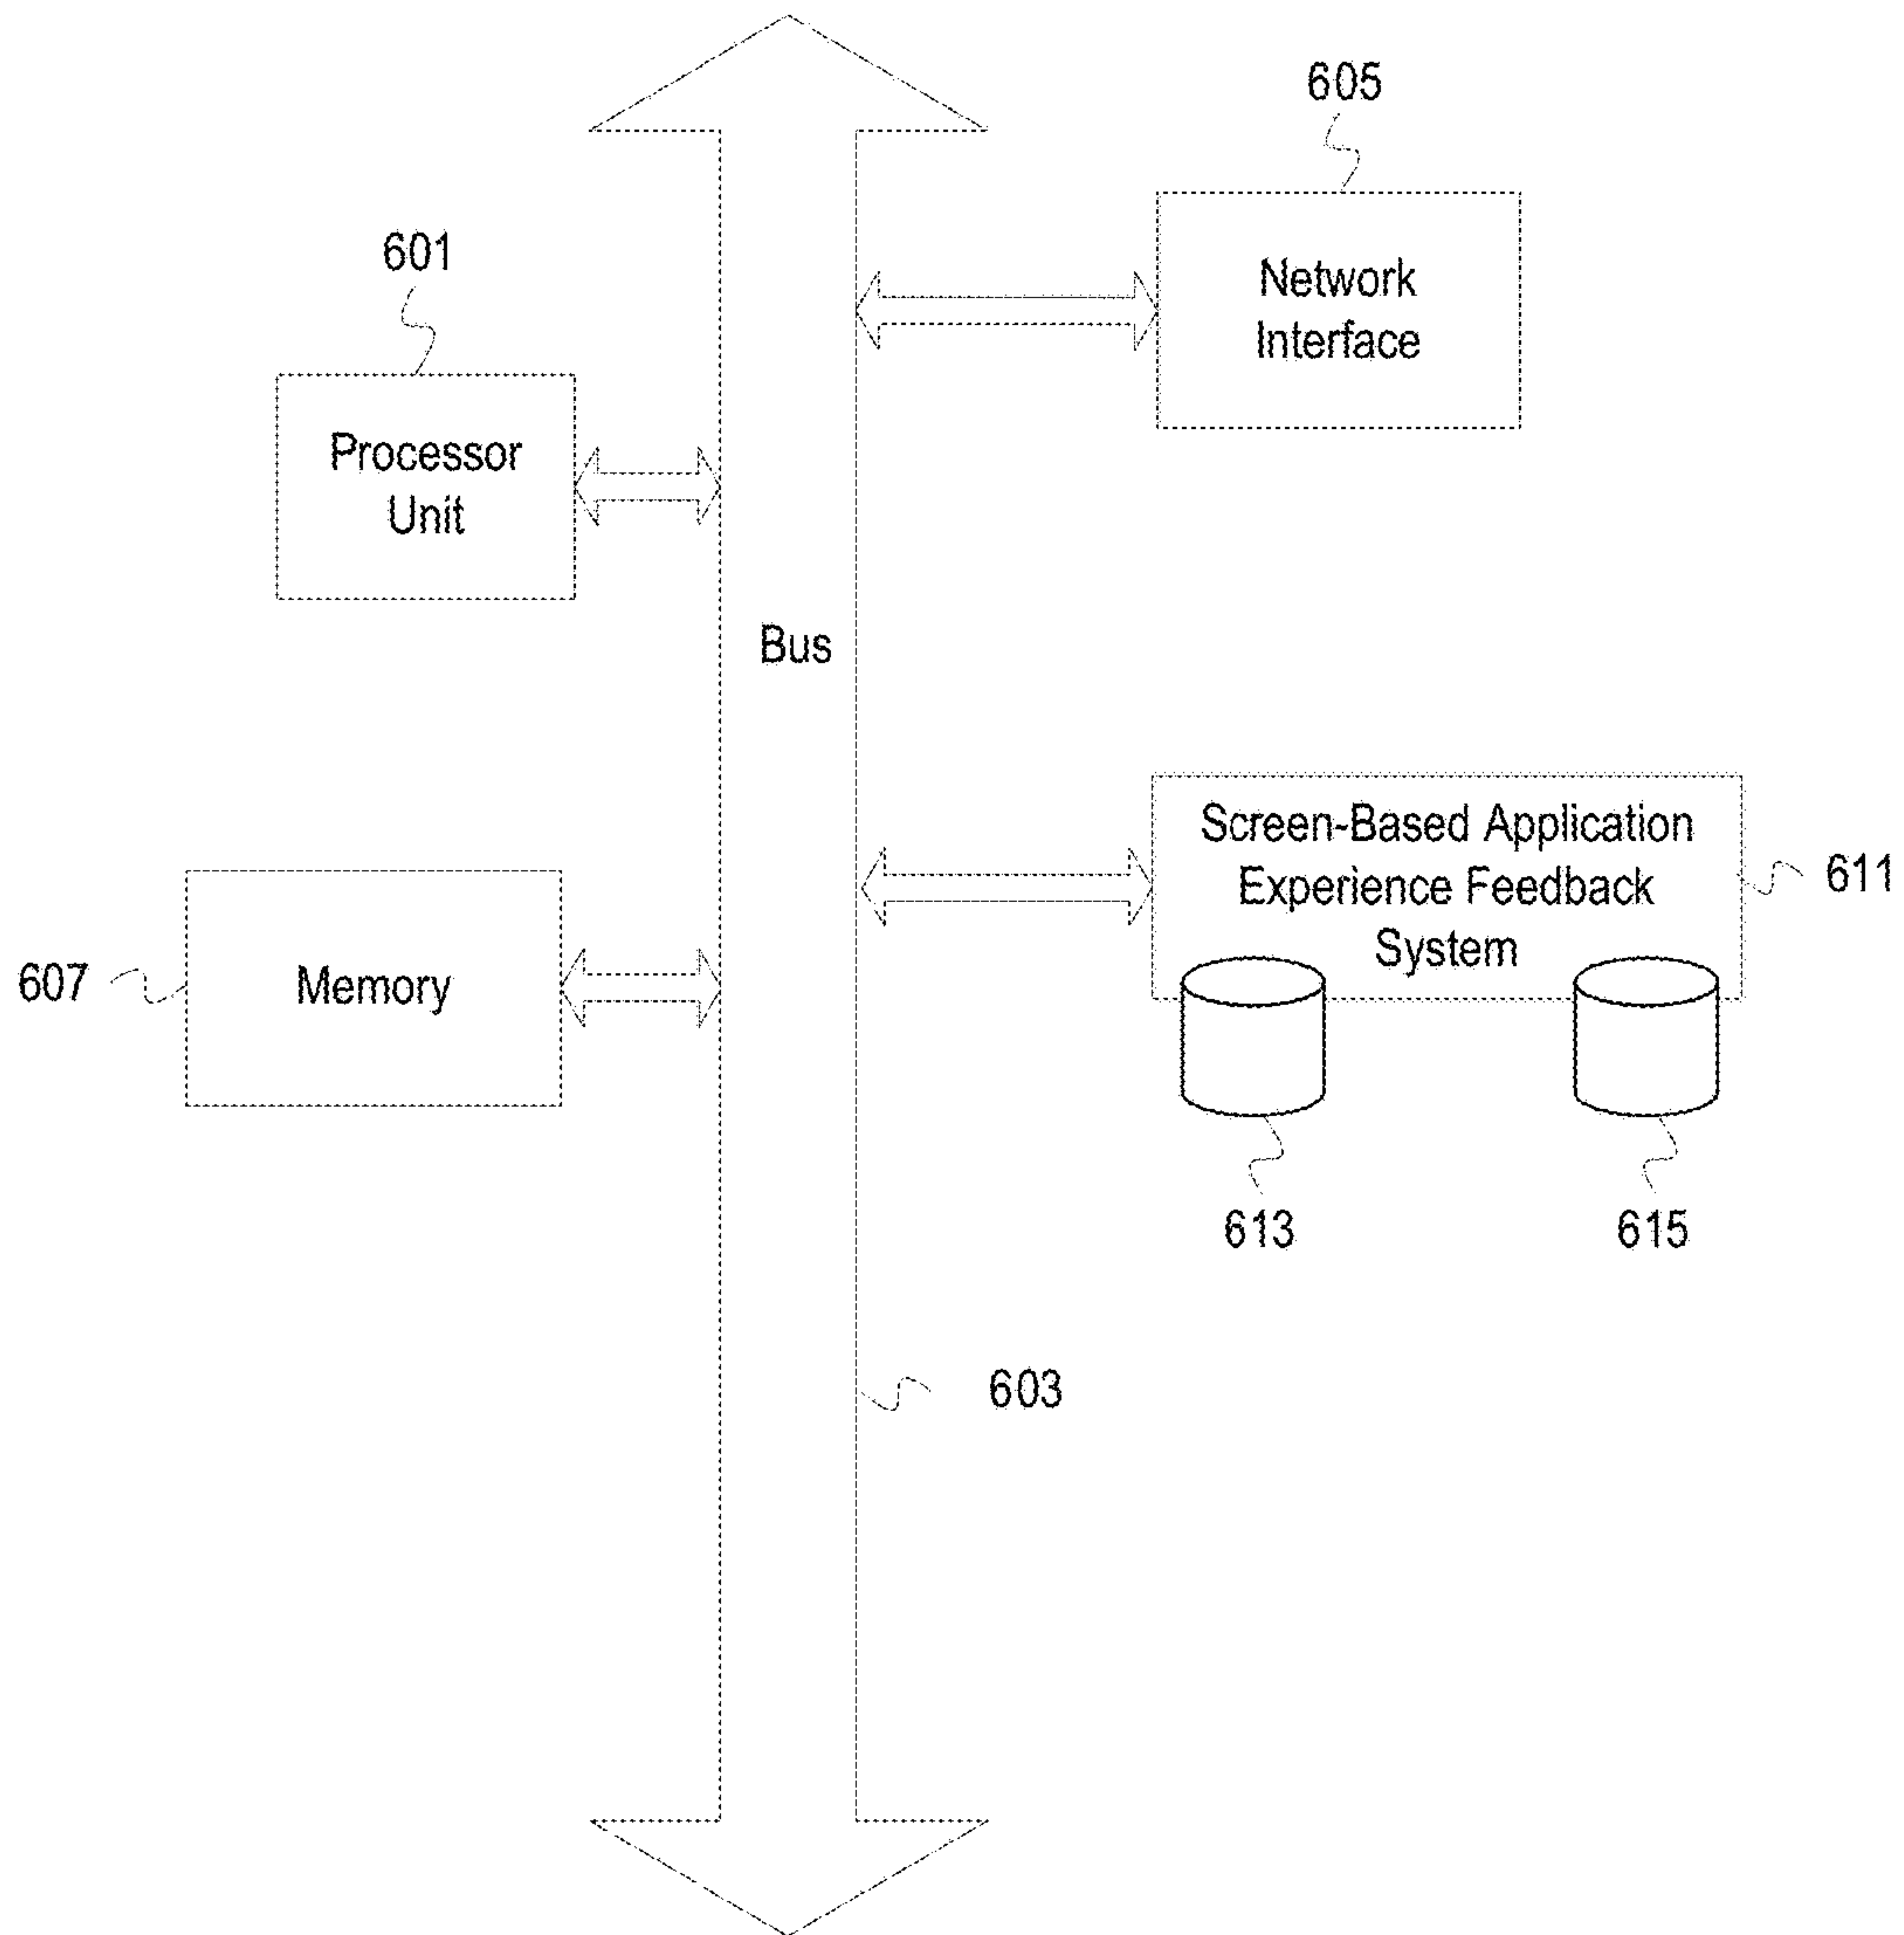 605
601
Network
Interface
Processor
Unit
Bus
Screen-Based Application
Experience Feedback
System
611
607
Memory
613
615
603